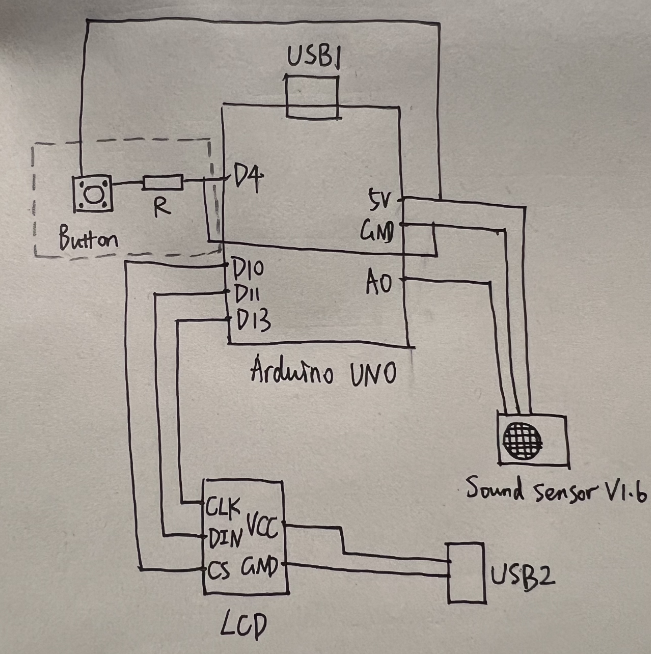 USB1
D4
R
Button
5V
GND
A0
D10
D11
D13
Arduino UNO
Sound sensor V1.6
CLK
VCC
DIN
CS
GND
LCD
USB2